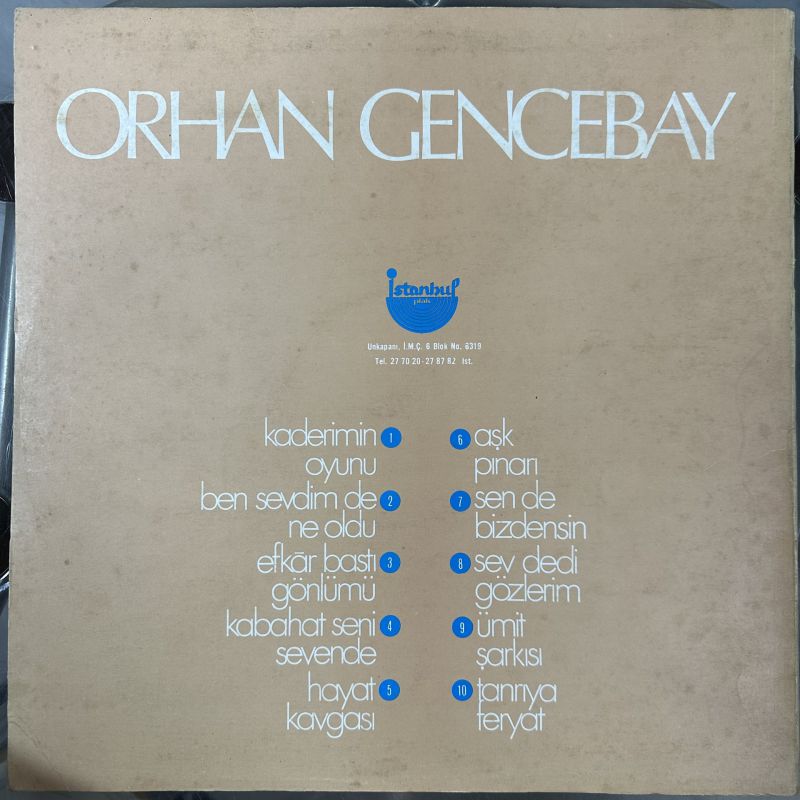 ORHAN GENCEBAY
istanbul
plak
Unkapanı, İ.M.Ç. 6 Blok No. 6319
Tel. 27 70 20-27 87 82 Ist.
kaderimin 1
oyunu
ben sevdim de 2
ne oldu
efkâr bastı 3
gönlümü
kabahat seni 4
sevende
hayat 5
kavgası
6 aşk
pınarı
7 sen de
bizdensin
8 sev dedi
gözlerim
9 ümit
şarkısı
10 tanrıya
feryat